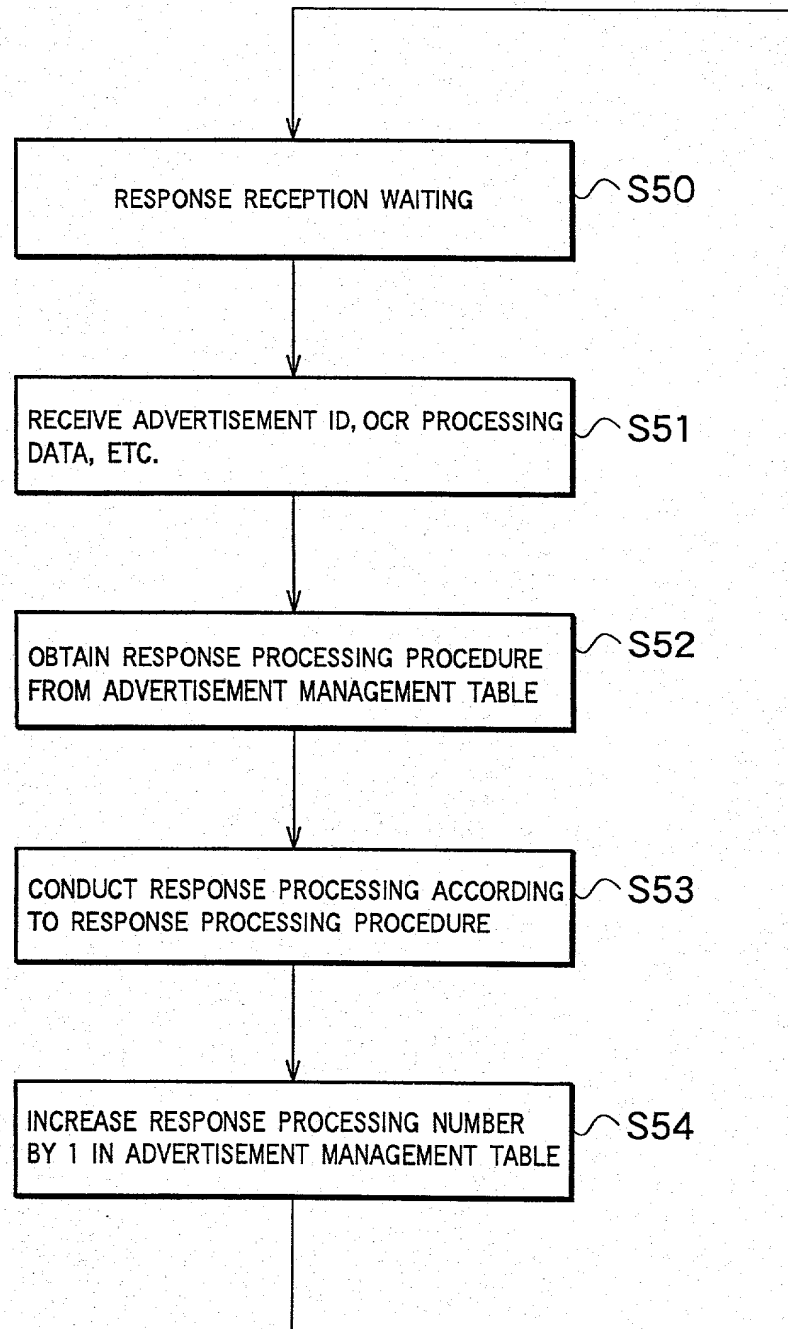 RESPONSE RECEPTION WAITING
S50
RECEIVE ADVERTISEMENT ID, OCR PROCESSING
DATA, ETC.
S51
OBTAIN RESPONSE PROCESSING PROCEDURE
FROM ADVERTISEMENT MANAGEMENT TABLE
S52
CONDUCT RESPONSE PROCESSING ACCORDING
TO RESPONSE PROCESSING PROCEDURE
S53
INCREASE RESPONSE PROCESSING NUMBER
BY 1 IN ADVERTISEMENT MANAGEMENT TABLE
S54